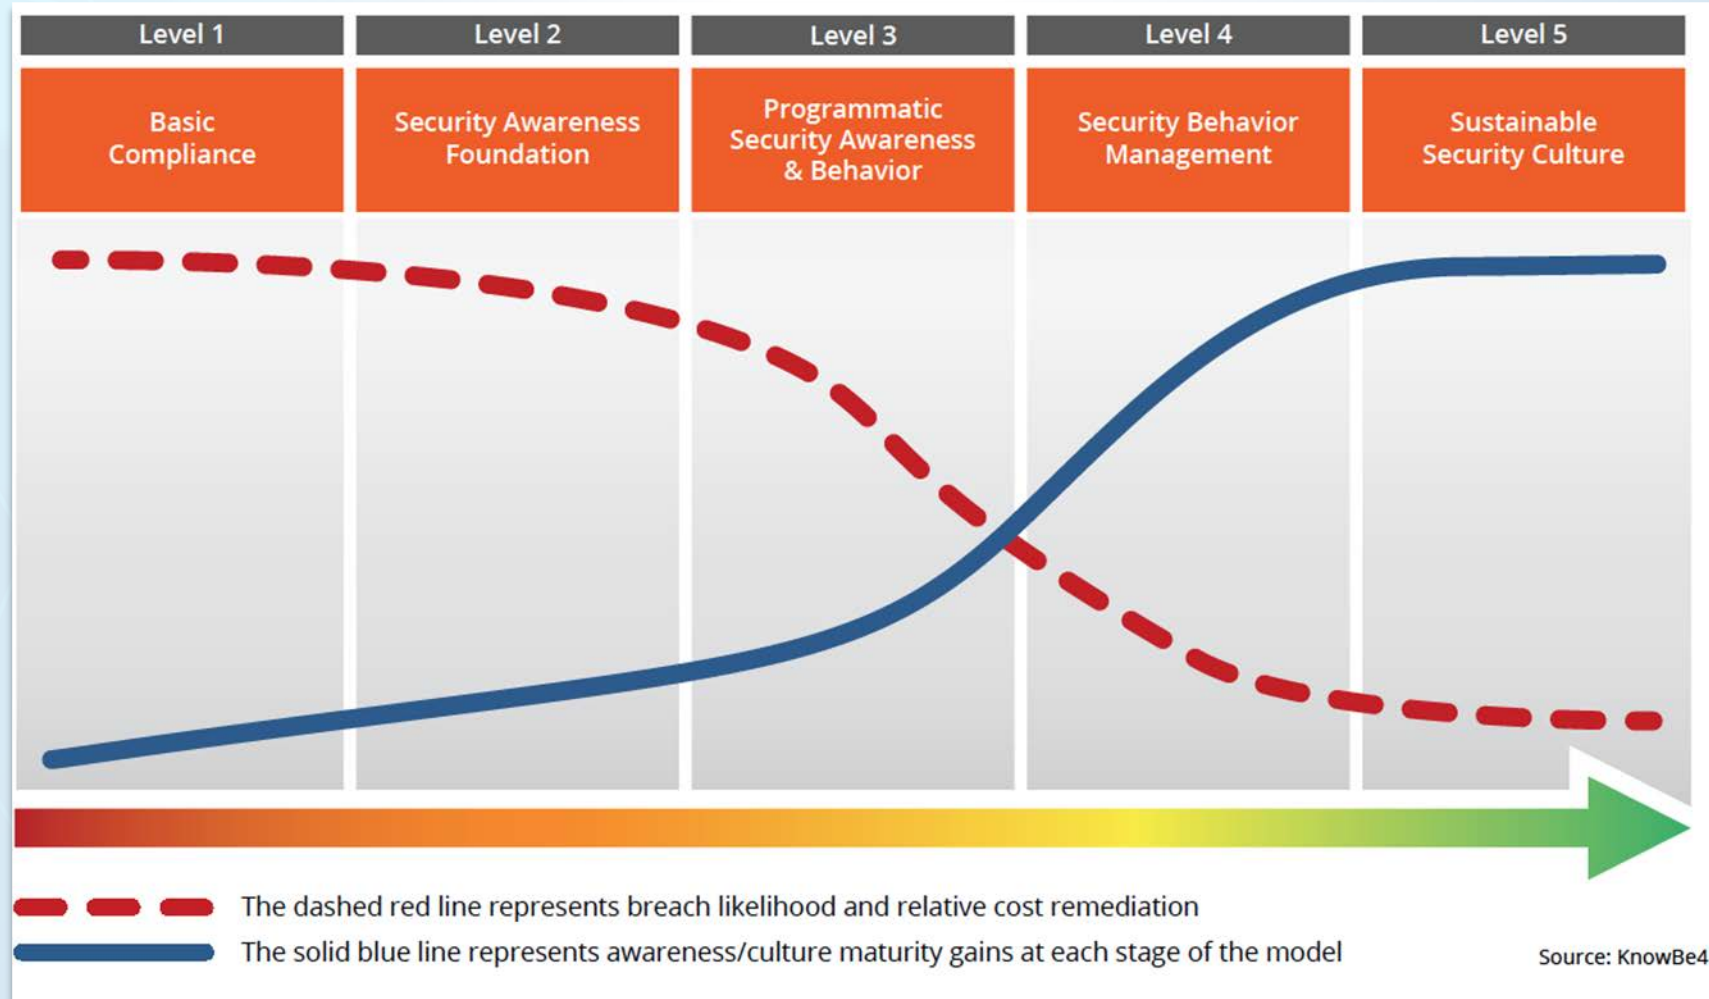 Level 1
Level 2
Level 3
Level 4
Level 5
Basic
Compliance
Security Awareness
Foundation
Programmatic
Security Awareness
& Behavior
Security Behavior
Management
Sustainable
Security Culture
The dashed red line represents breach likelihood and relative cost remediation
The solid blue line represents awareness/culture maturity gains at each stage of the model
Source: KnowBe4